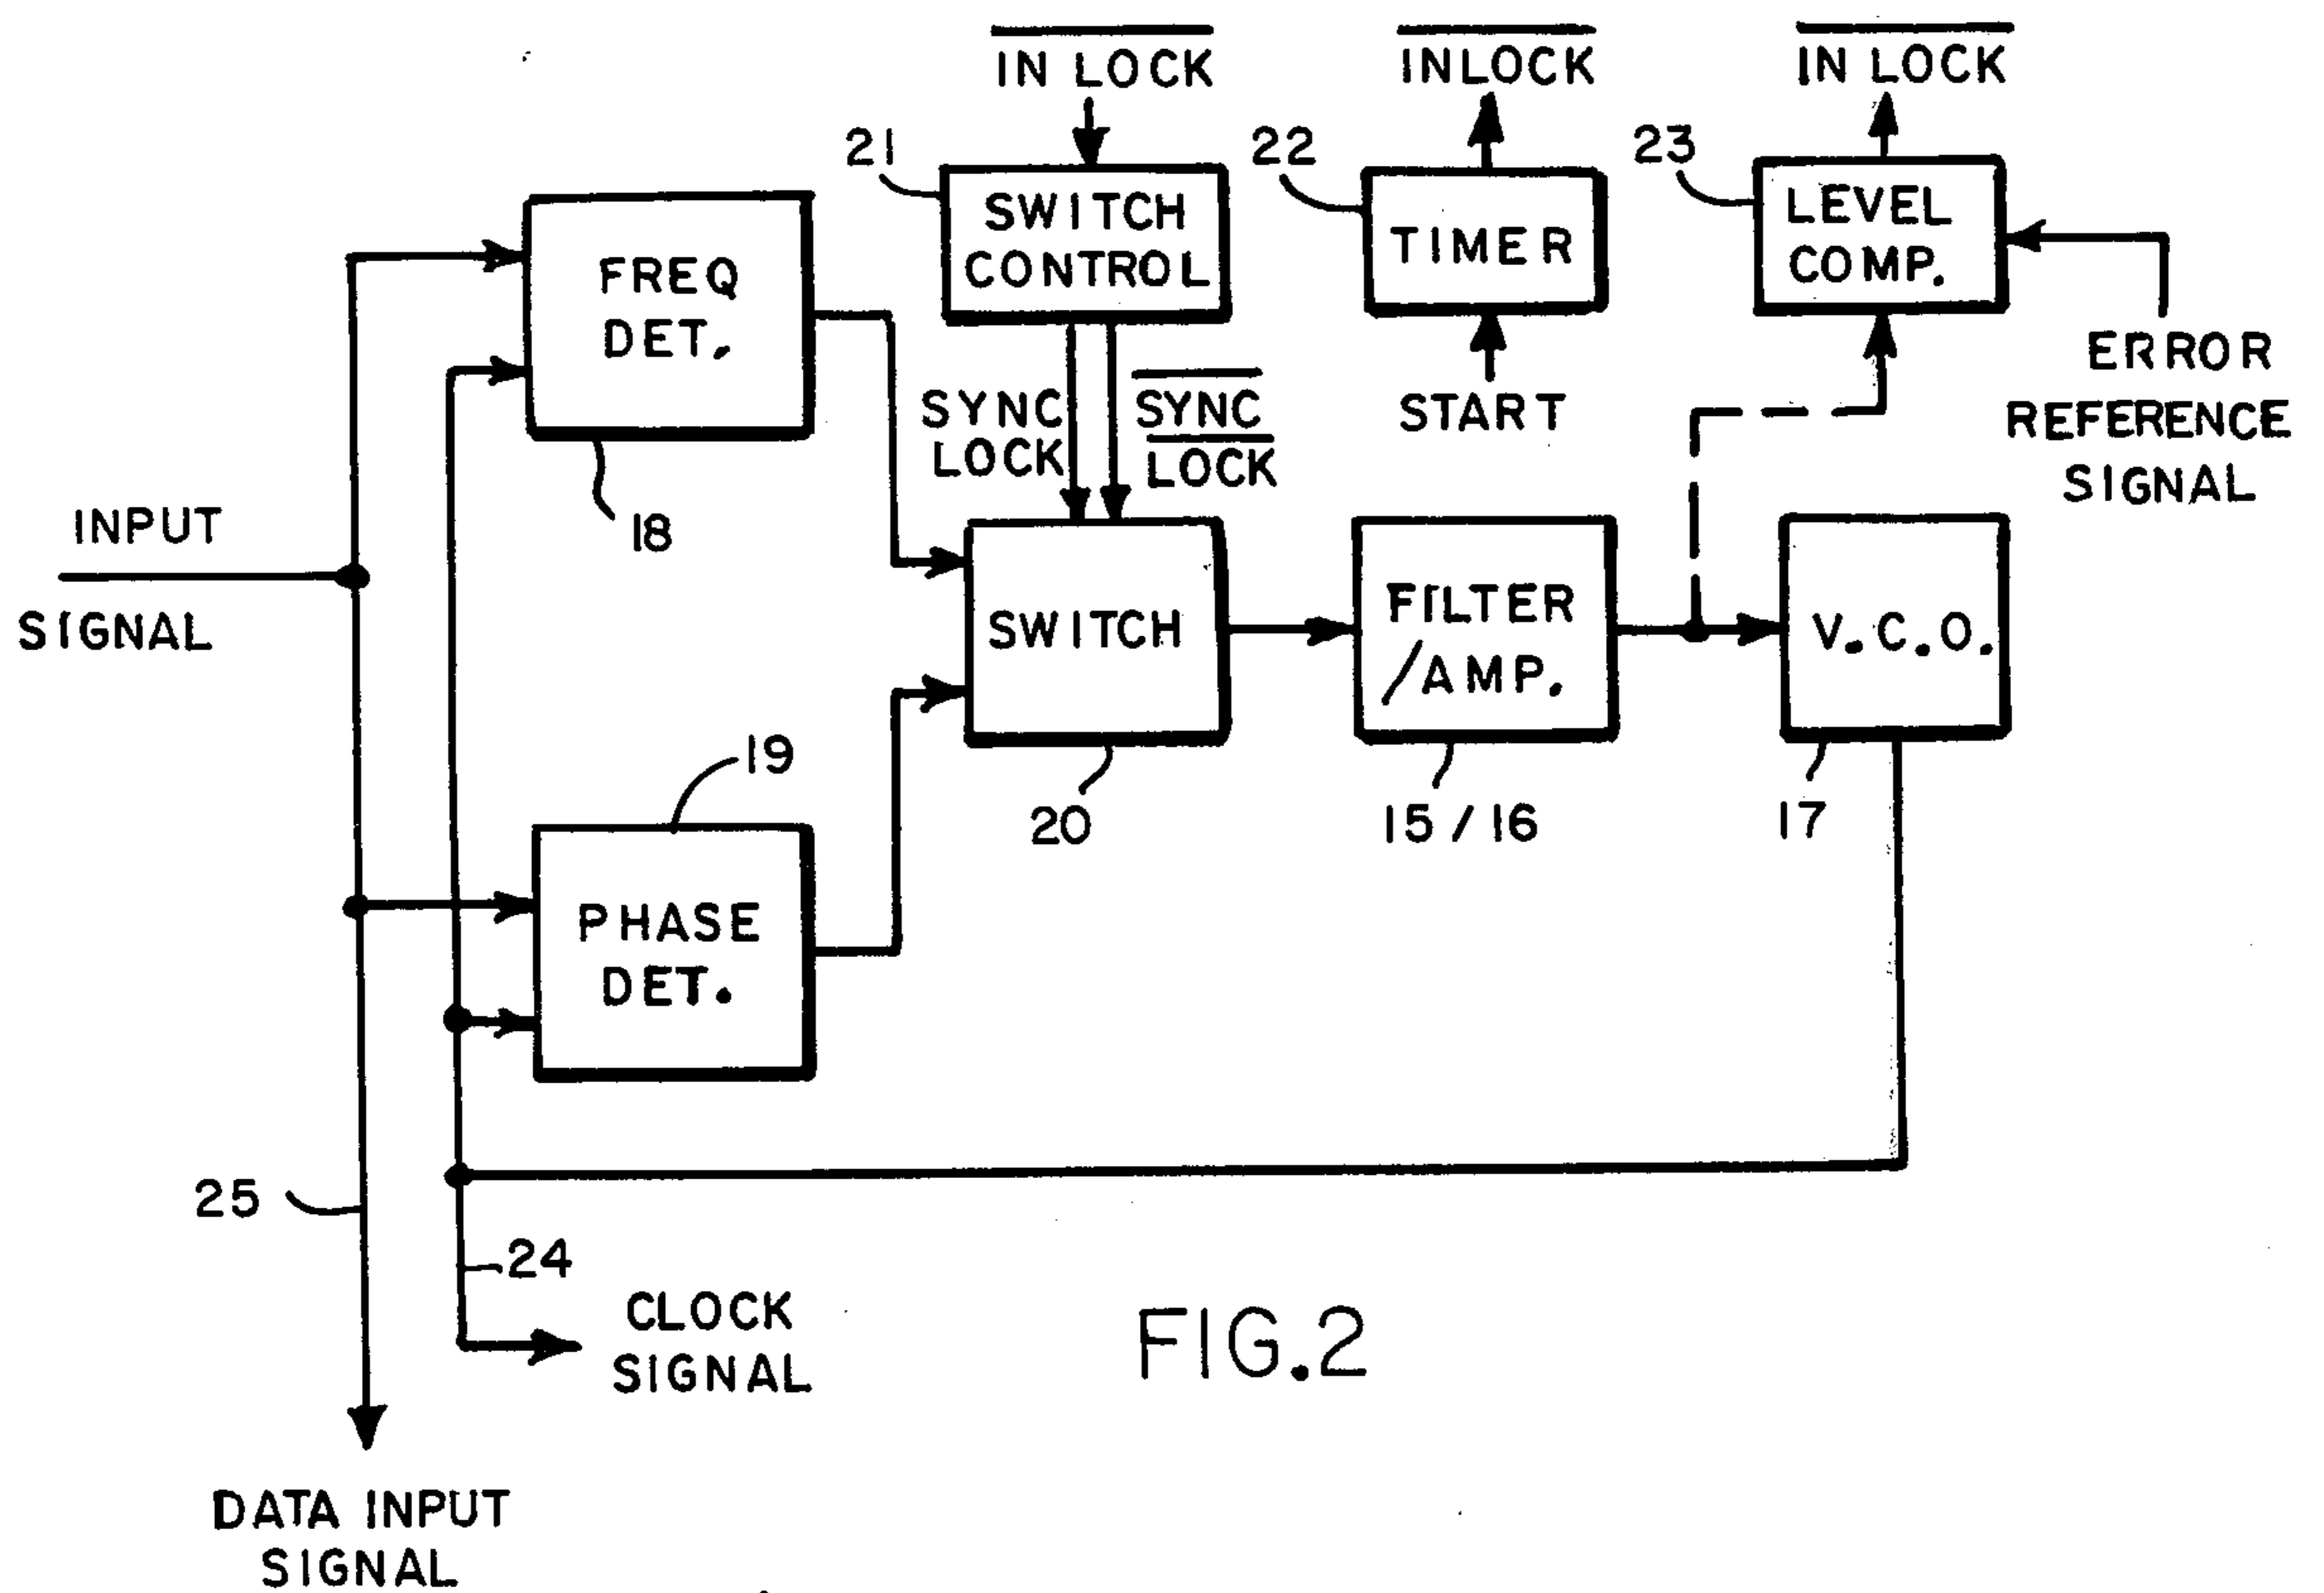 IN LOCK
INLOCK
IN LOCK
21
22
23
SWITCH
CONTROL
TIMER
LEVEL
COMP.
FREQ
DET.
18
SYNC
LOCK
SYNC
LOCK
START
ERROR
REFERENCE
SIGNAL
INPUT
SIGNAL
SWITCH
20
FILTER
/AMP.
15/16
V.C.O.
17
19
PHASE
DET.
25
24
CLOCK
SIGNAL
FIG.2
DATA INPUT
SIGNAL